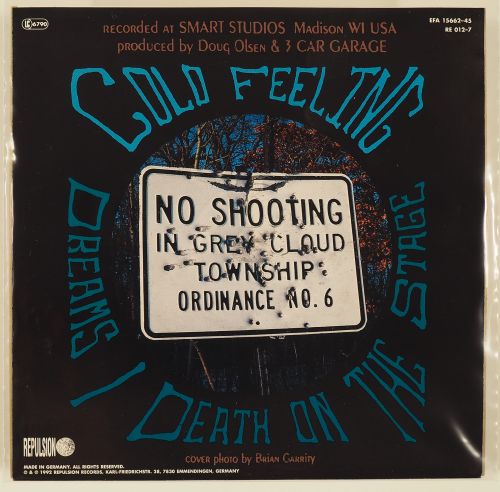 LC 6790
RECORDED AT SMART STUDIOS MADISON WI USA
PRODUCED BY DOUG OLSEN & 3 CAR GARAGE
EFA 15662-45
RE 012-7
COLD FEELING
NO SHOOTING
IN GREY CLOUD
TOWNSHIP
ORDINANCE NO. 6
DREAMS / DEATH ON THE STAGE
COVER PHOTO BY BRIAN GARRITY
REPULSION
MADE IN GERMANY. ALL RIGHTS RESERVED.
℗ & © 1992 REPULSION RECORDS, KARL-FRIEDRICHSTR. 28, 7830 EMMENDINGEN, GERMANY